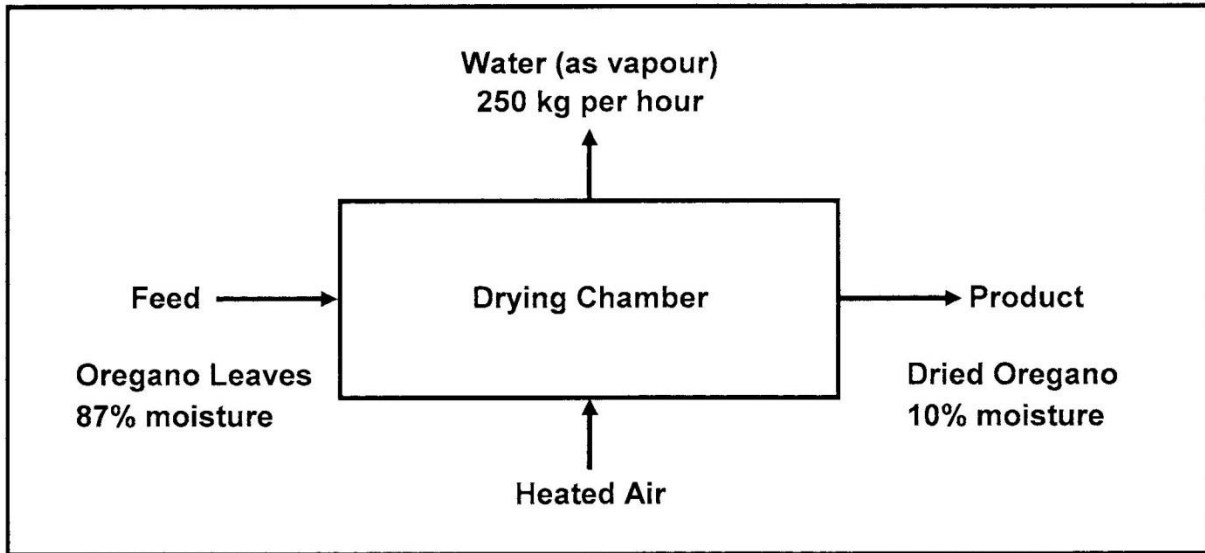 Water (as vapour)
250 kg per hour
Feed
Drying Chamber
Product
Oregano Leaves
87% moisture
Dried Oregano
10% moisture
Heated Air